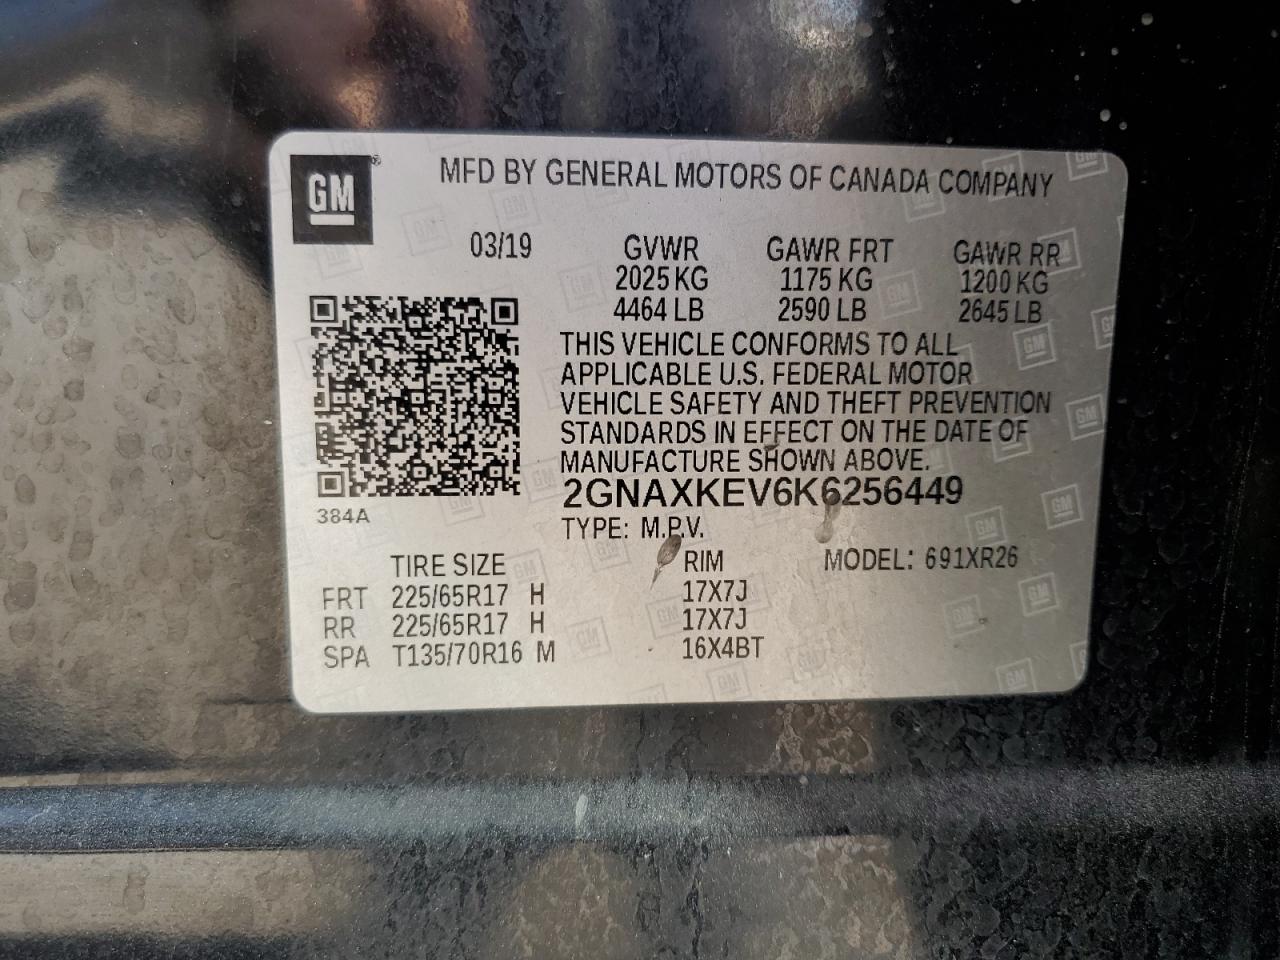 GM®
MFD BY GENERAL MOTORS OF CANADA COMPANY
03/19 GVWR GAWR FRT GAWR RR
2025 KG 1175 KG 1200 KG
4464 LB 2590 LB 2645 LB
THIS VEHICLE CONFORMS TO ALL
APPLICABLE U.S. FEDERAL MOTOR
VEHICLE SAFETY AND THEFT PREVENTION
STANDARDS IN EFFECT ON THE DATE OF
MANUFACTURE SHOWN ABOVE.
2GNAXKEV6K6256449
384A
TYPE: M.P.V.
TIRE SIZE RIM MODEL: 691XR26
FRT 225/65R17 H 17X7J
RR 225/65R17 H 17X7J
SPA T135/70R16 M 16X4BT